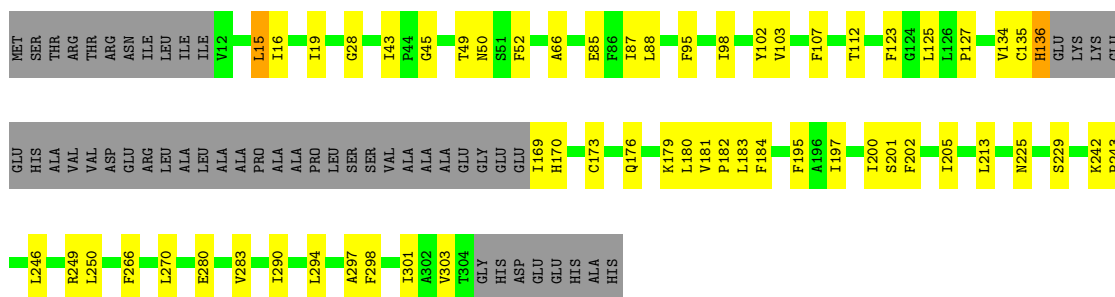 MET SER THR ARG THR ARG ASN ILE LEU ILE ILE V12 L15 I16 I19 G28 I43 P44 G45 T49 N50 S51 F52 A66 E85 F86 I87 L88 F95 I98 Y102 V103 F107 T112 F123 G124 L125 L126 P127 V134 C135 H136 GLU LYS LYS GLU
GLU HIS ALA VAL VAL ASP GLU ARG LEU ALA LEU ALA ALA PRO ALA ALA PRO LEU SER SER VAL ALA ALA ALA GLU GLY GLU GLU I169 H170 C173 Q176 K179 L180 V181 P182 L183 F184 F195 A196 I197 I200 S201 F202 I205 L213 N225 S229 K242
L246 R249 L250 F266 L270 E280 V283 I290 L294 A297 F298 I301 A302 V303 T304 GLY HIS ASP GLU GLU HIS ALA HIS